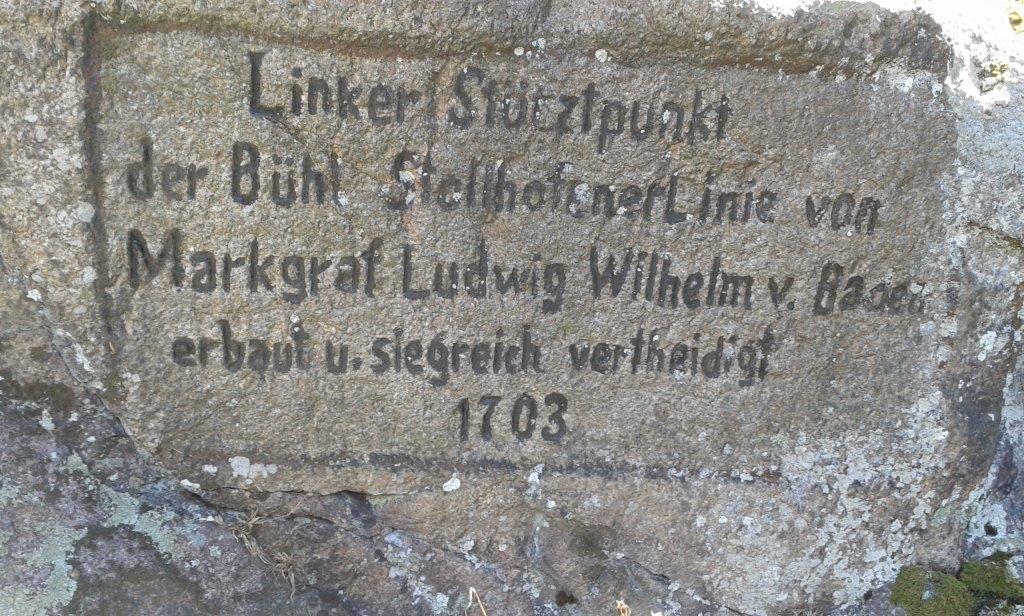 Linker Stützpunkt
der Bühl Stollhofener Linie von
Markgraf Ludwig Wilhelm v. Baden
erbaut u. siegreich vertheidigt
1703